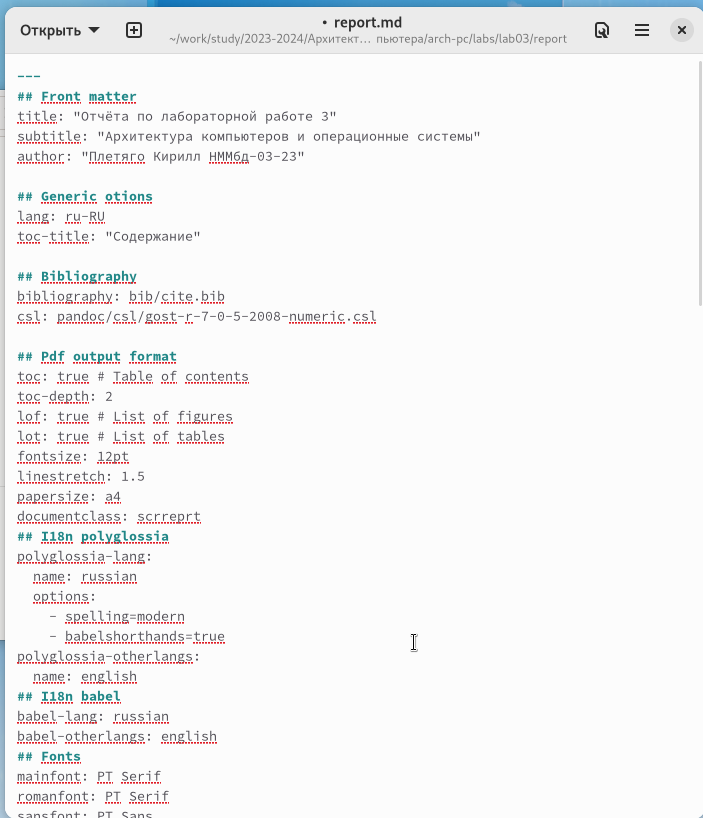 Открыть
• report.md
~/work/study/2023-2024/Архитект… пьютера/arch-pc/labs/lab03/report
---
## Front matter
title: "Отчёта по лабораторной работе 3"
subtitle: "Архитектура компьютеров и операционные системы"
author: "Плетяго Кирилл НММбд-03-23"
## Generic otions
lang: ru-RU
toc-title: "Содержание"
## Bibliography
bibliography: bib/cite.bib
csl: pandoc/csl/gost-r-7-0-5-2008-numeric.csl
## Pdf output format
toc: true # Table of contents
toc-depth: 2
lof: true # List of figures
lot: true # List of tables
fontsize: 12pt
linestretch: 1.5
papersize: a4
documentclass: scrreprt
## I18n polyglossia
polyglossia-lang:
  name: russian
  options:
    - spelling=modern
    - babelshorthands=true
polyglossia-otherlangs:
  name: english
## I18n babel
babel-lang: russian
babel-otherlangs: english
## Fonts
mainfont: PT Serif
romanfont: PT Serif
sansfont: PT Sans